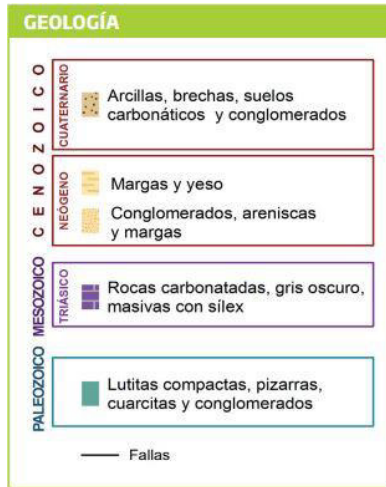 GEOLOGÍA
CENOZOICO
CUATERNARIO
Arcillas, brechas, suelos
carbonáticos y conglomerados
NEÓGENO
Margas y yeso
Conglomerados, areniscas
y margas
MESOZOICO
TRIÁSICO
Rocas carbonatadas, gris oscuro,
masivas con sílex
PALEOZOICO
Lutitas compactas, pizarras,
cuarcitas y conglomerados
Fallas